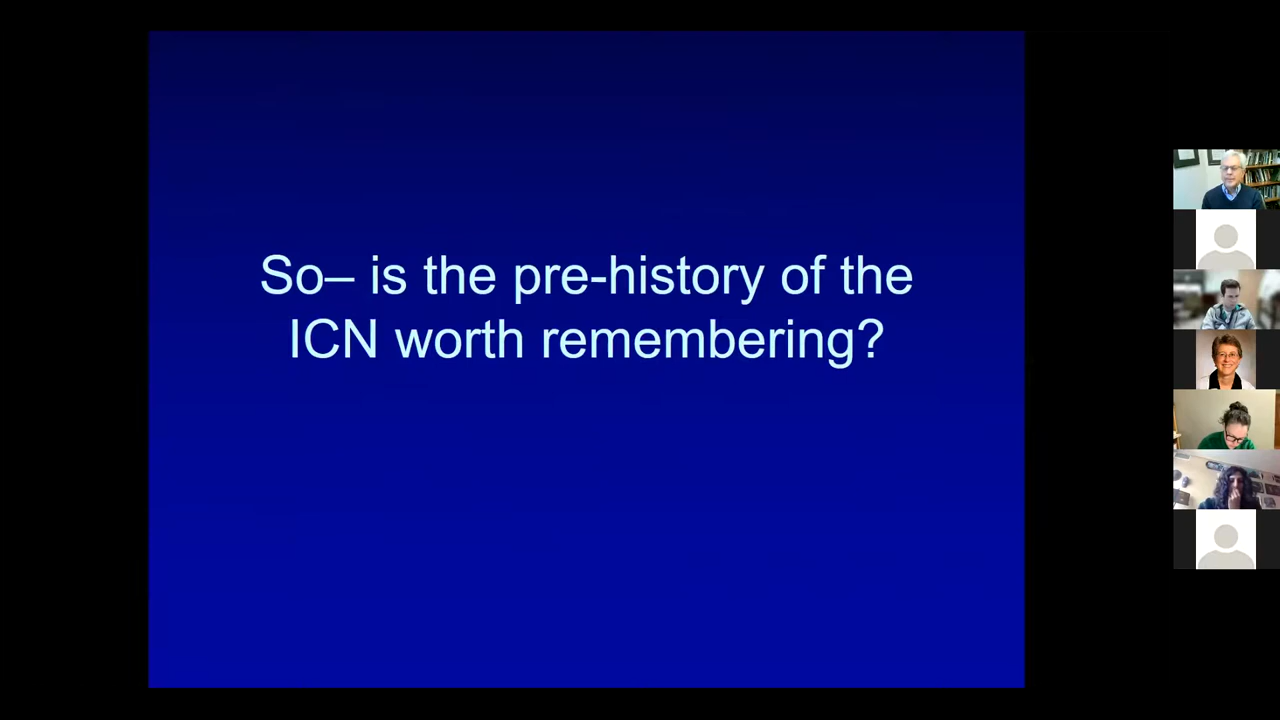 So– is the pre-history of the
ICN worth remembering?